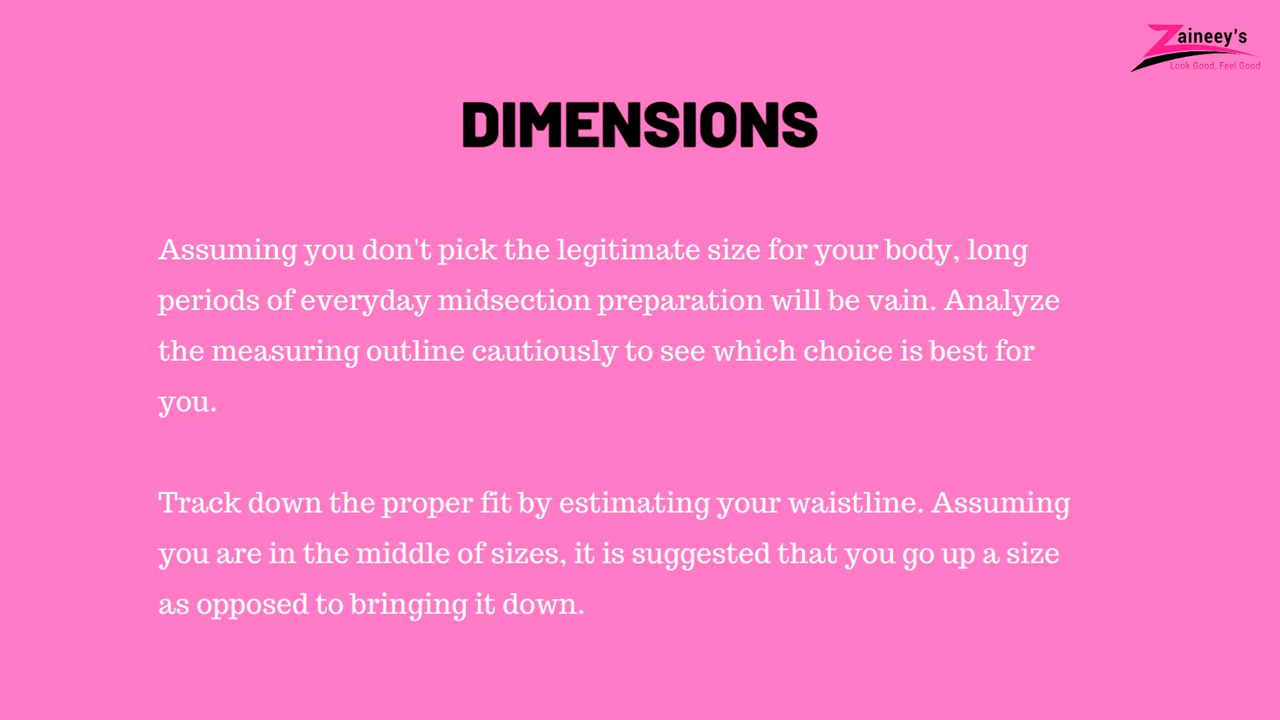 Zaineey's
Look Good, Feel Good
DIMENSIONS
Assuming you don't pick the legitimate size for your body, long
periods of everyday midsection preparation will be vain. Analyze
the measuring outline cautiously to see which choice is best for
you.
Track down the proper fit by estimating your waistline. Assuming
you are in the middle of sizes, it is suggested that you go up a size
as opposed to bringing it down.